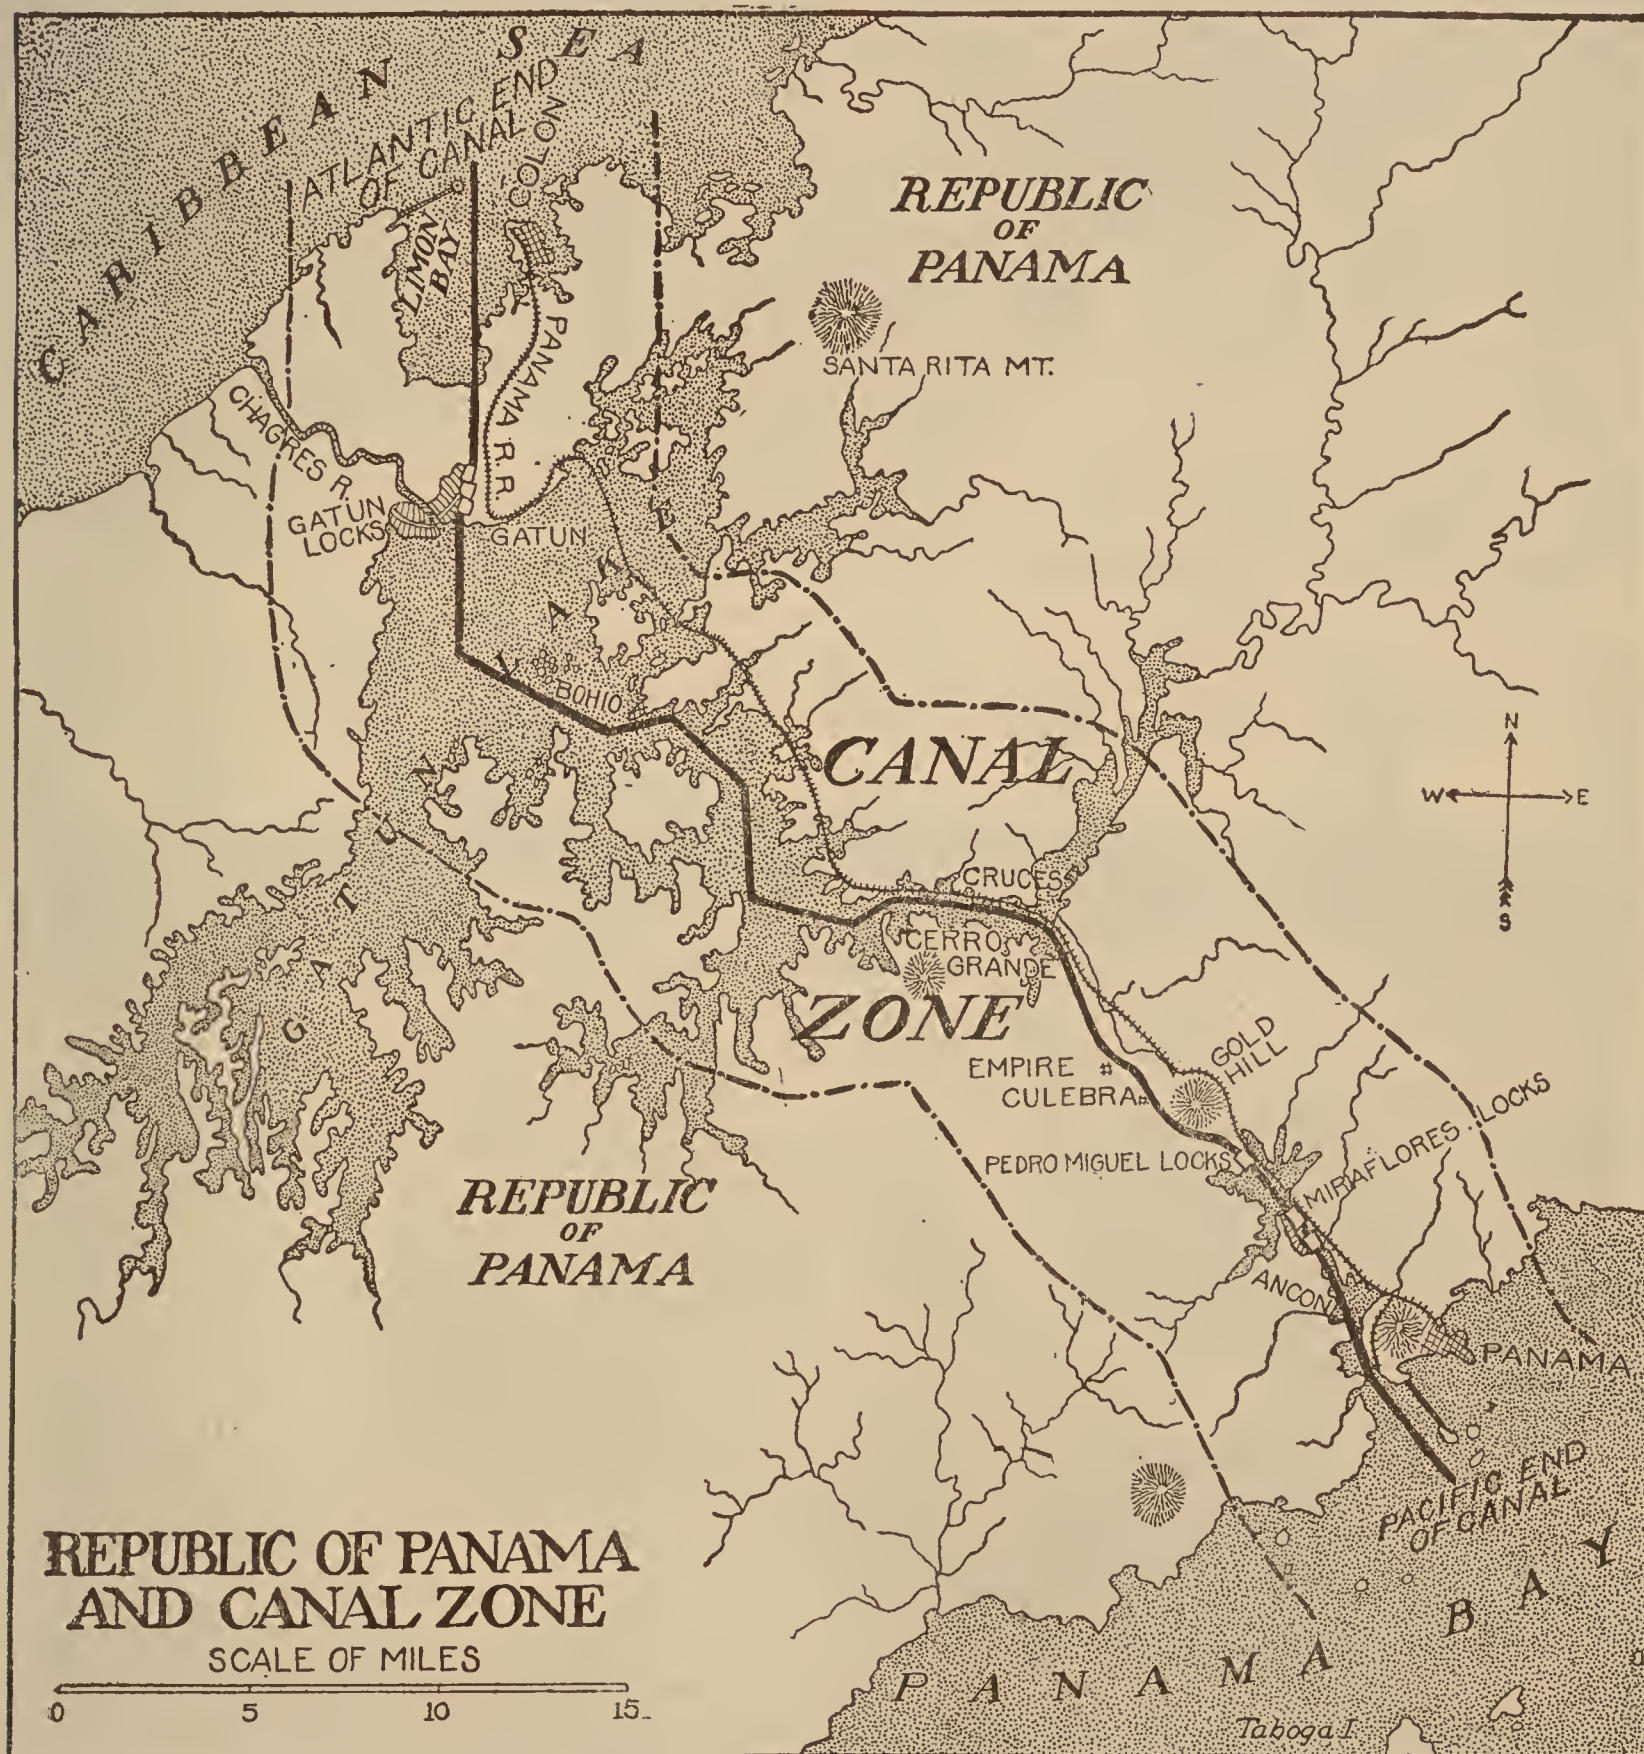 CARIBBEAN SEA
ATLANTIC END
OF CANAL
COLON
LIMON
BAY
REPUBLIC
OF
PANAMA
SANTA RITA MT.
PANAMA R.R.
CHAGRES R.
GATUN
LOCKS
GATUN
GATUN LAKE
BOHIO
CANAL
ZONE
N
W E
S
CRUCES
CERRO
GRANDE
GOLD
HILL
EMPIRE
CULEBRA
PEDRO MIGUEL LOCKS
MIRAFLORES LOCKS
REPUBLIC
OF
PANAMA
ANCON
PANAMA
PACIFIC END
OF CANAL
PANAMA BAY
Taboga I.
REPUBLIC OF PANAMA
AND CANAL ZONE
SCALE OF MILES
0 5 10 15